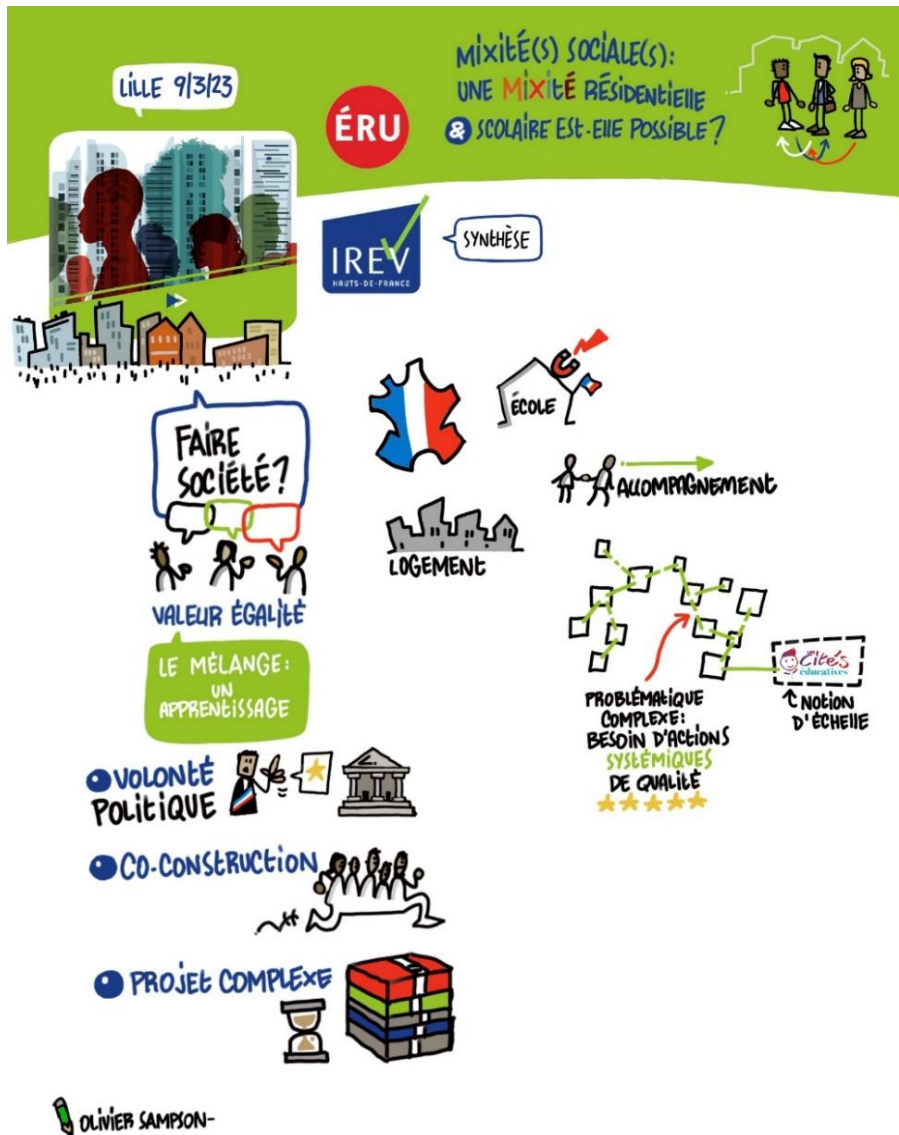 LILLE 9/3/23
ÉRU
MIXITÉ(S) SOCIALE(S):
UNE MIXITÉ RÉSIDENTIELLE
& SCOLAIRE EST-ELLE POSSIBLE?
IREV
HAUTS-DE-FRANCE
SYNTHÈSE
FAIRE
SOCIÉTÉ?
VALEUR ÉGALITÉ
LE MÉLANGE:
UN
APPRENTISSAGE
VOLONTÉ
POLITIQUE
CO-CONSTRUCTION
PROJET COMPLEXE
ÉCOLE
LOGEMENT
ACCOMPAGNEMENT
PROBLÉMATIQUE
COMPLEXE:
BESOIN D'ACTIONS
SYSTÉMIQUES
DE QUALITÉ
Les
Cités
éducatives
NOTION
D'ÉCHELLE
OLIVIER SAMPSON-